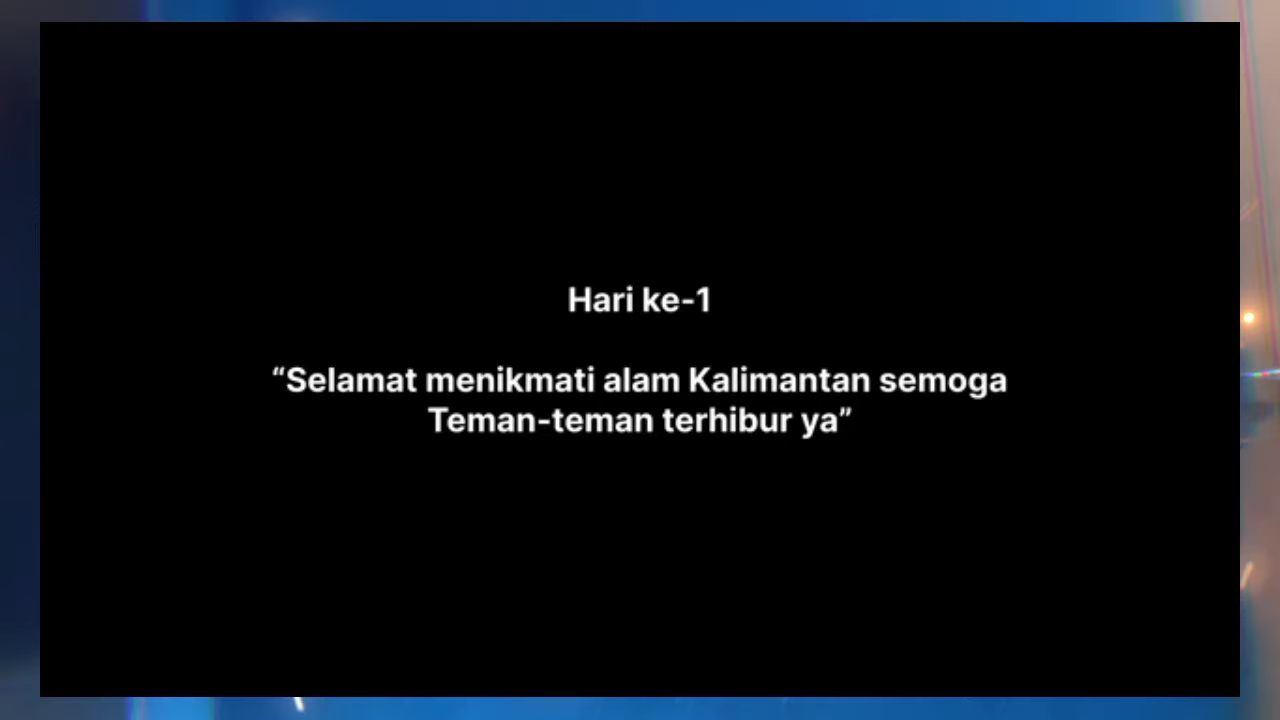 Hari ke-1
“Selamat menikmati alam Kalimantan semoga
Teman-teman terhibur ya”